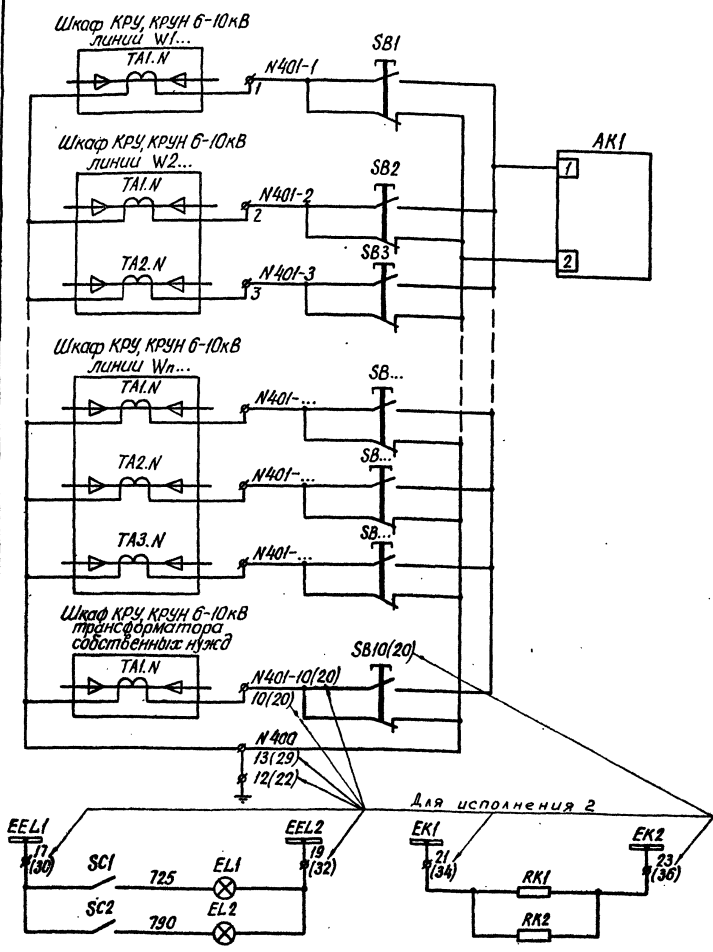 Шкаф КРУ, КРУН 6-10кВ
линии W1...
TA1.N
N401-1
1
SB1
Шкаф КРУ, КРУН 6-10кВ
линии W2...
TA1.N
N401-2
2
SB2
AK1
1
2
TA2.N
N401-3
3
SB3
Шкаф КРУ, КРУН 6-10кВ
линии Wn...
TA1.N
N401-...
SB...
TA2.N
N401-...
SB...
TA3.N
N401-...
SB...
Шкаф КРУ, КРУН 6-10кВ
трансформатора
собственных нужд
TA1.N
N401-10(20)
10(20)
SB10(20)
N400
13(29)
12(22)
Для исполнения 2
EEL1
17
(30)
SC1
725
EL1
SC2
790
EL2
EEL2
19
(32)
EK1
21
(34)
RK1
RK2
EK2
23
(36)